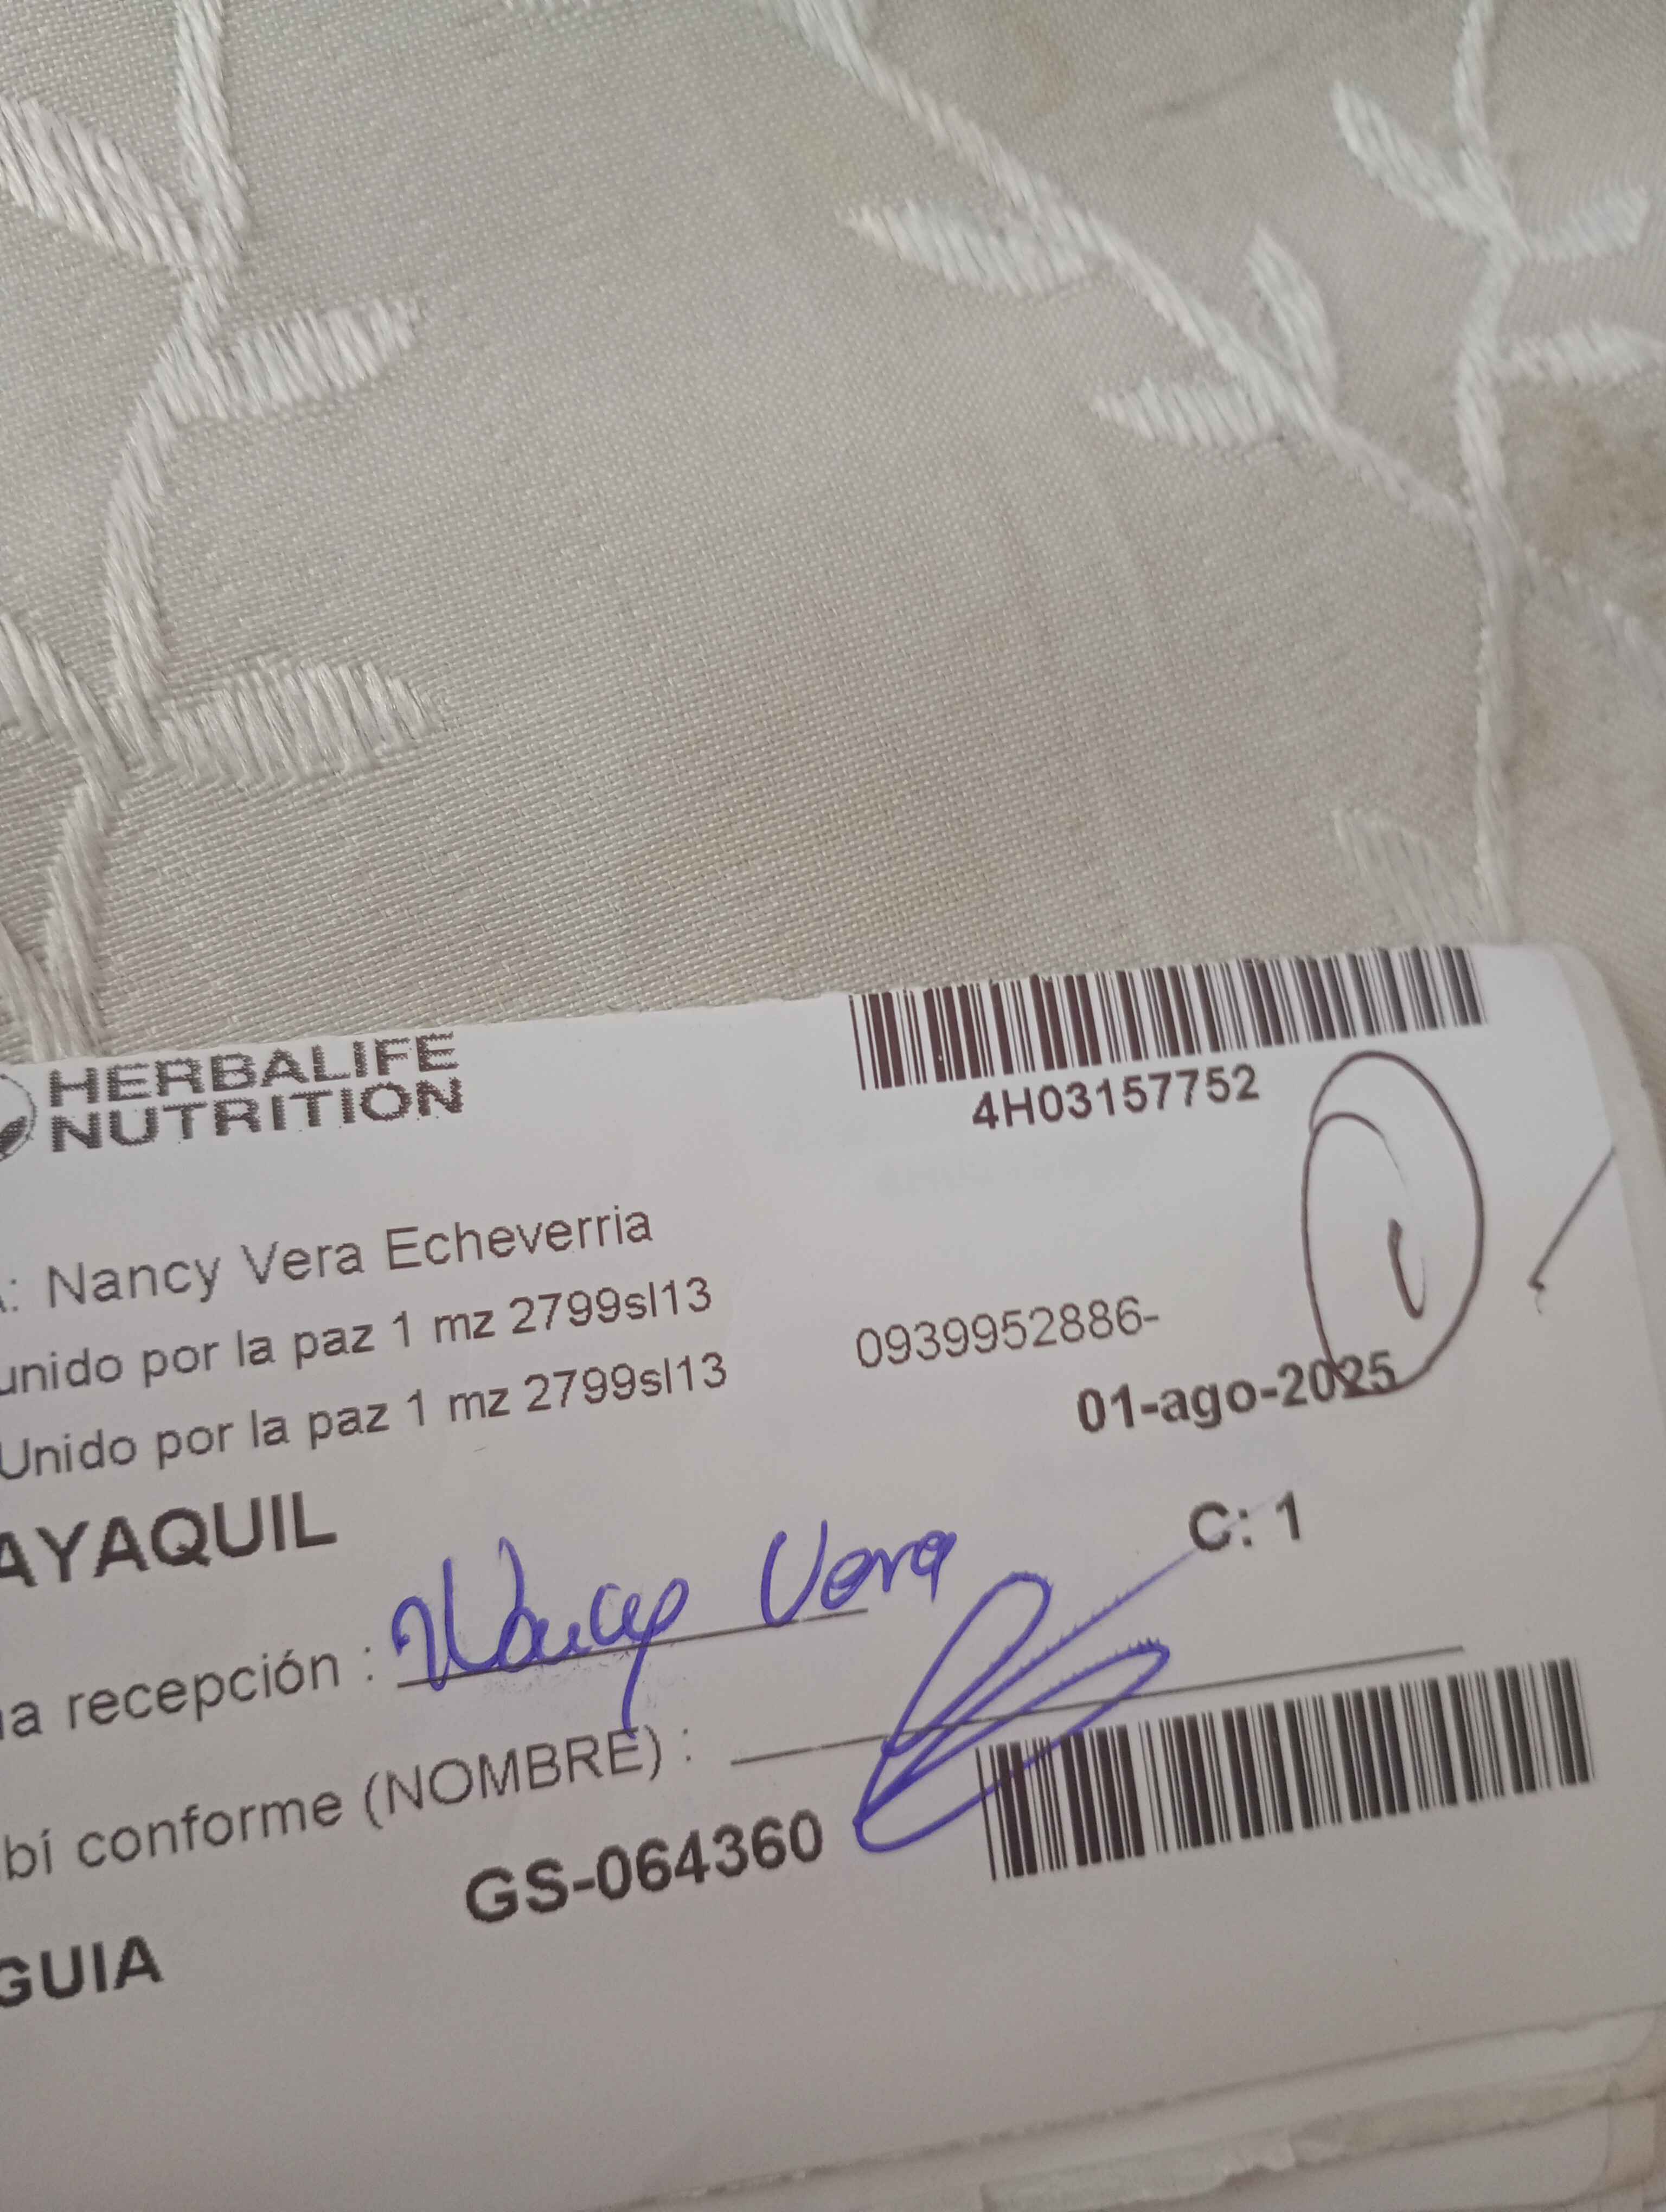 HERBALIFE
NUTRITION
4H03157752
: Nancy Vera Echeverria
unido por la paz 1 mz 2799sl13
0939952886-
Unido por la paz 1 mz 2799sl13
01-ago-2025
AYAQUIL
C: 1
a recepción : Nancy Vera
bí conforme (NOMBRE) :
GS-064360
GUIA